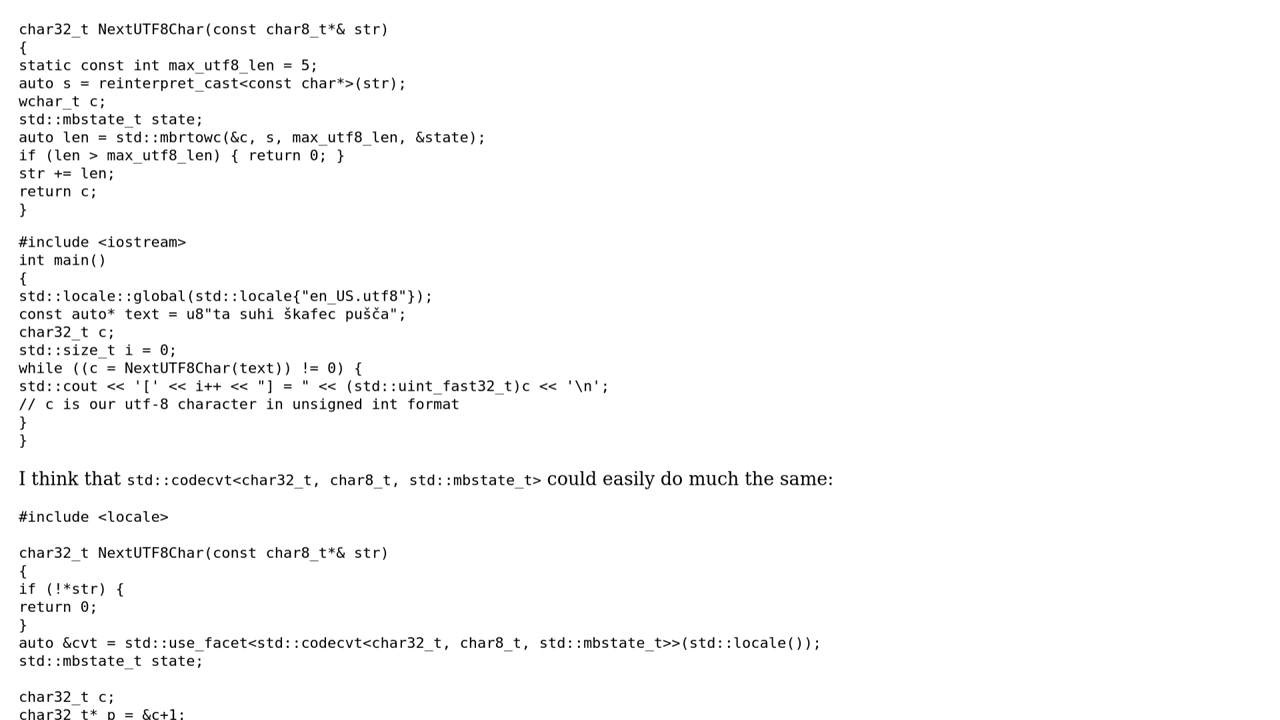 char32_t NextUTF8Char(const char8_t*& str)
{
static const int max_utf8_len = 5;
auto s = reinterpret_cast<const char*>(str);
wchar_t c;
std::mbstate_t state;
auto len = std::mbrtowc(&c, s, max_utf8_len, &state);
if (len > max_utf8_len) { return 0; }
str += len;
return c;
}
#include <iostream>
int main()
{
std::locale::global(std::locale{"en_US.utf8"});
const auto* text = u8"ta suhi škafec pušča";
char32_t c;
std::size_t i = 0;
while ((c = NextUTF8Char(text)) != 0) {
std::cout << '[' << i++ << "] = " << (std::uint_fast32_t)c << '\n';
// c is our utf-8 character in unsigned int format
}
}
I think that std::codecvt<char32_t, char8_t, std::mbstate_t> could easily do much the same:
#include <locale>
char32_t NextUTF8Char(const char8_t*& str)
{
if (!*str) {
return 0;
}
auto &cvt = std::use_facet<std::codecvt<char32_t, char8_t, std::mbstate_t>>(std::locale());
std::mbstate_t state;
char32_t c;
char32_t* p = &c+1;